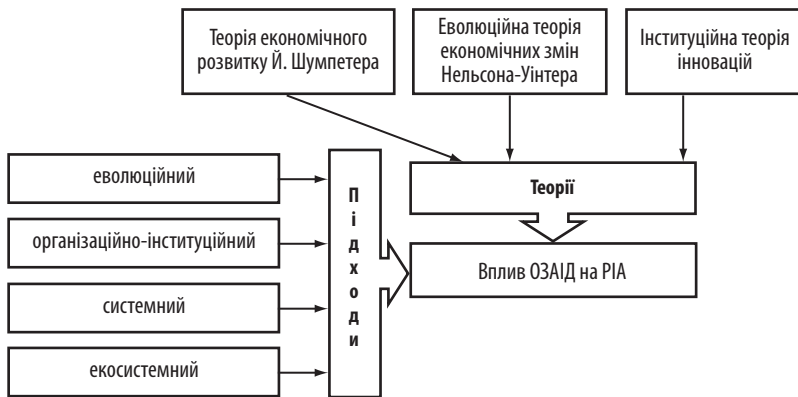 Теорія економічного
розвитку Й. Шумпетера
Еволюційна теорія
економічних змін
Нельсона-Уінтера
Інституційна теорія
інновацій
еволюційний
організаційно-інституційний
системний
екосистемний
Підходи
Теорії
Вплив ОЗАІД на РІА